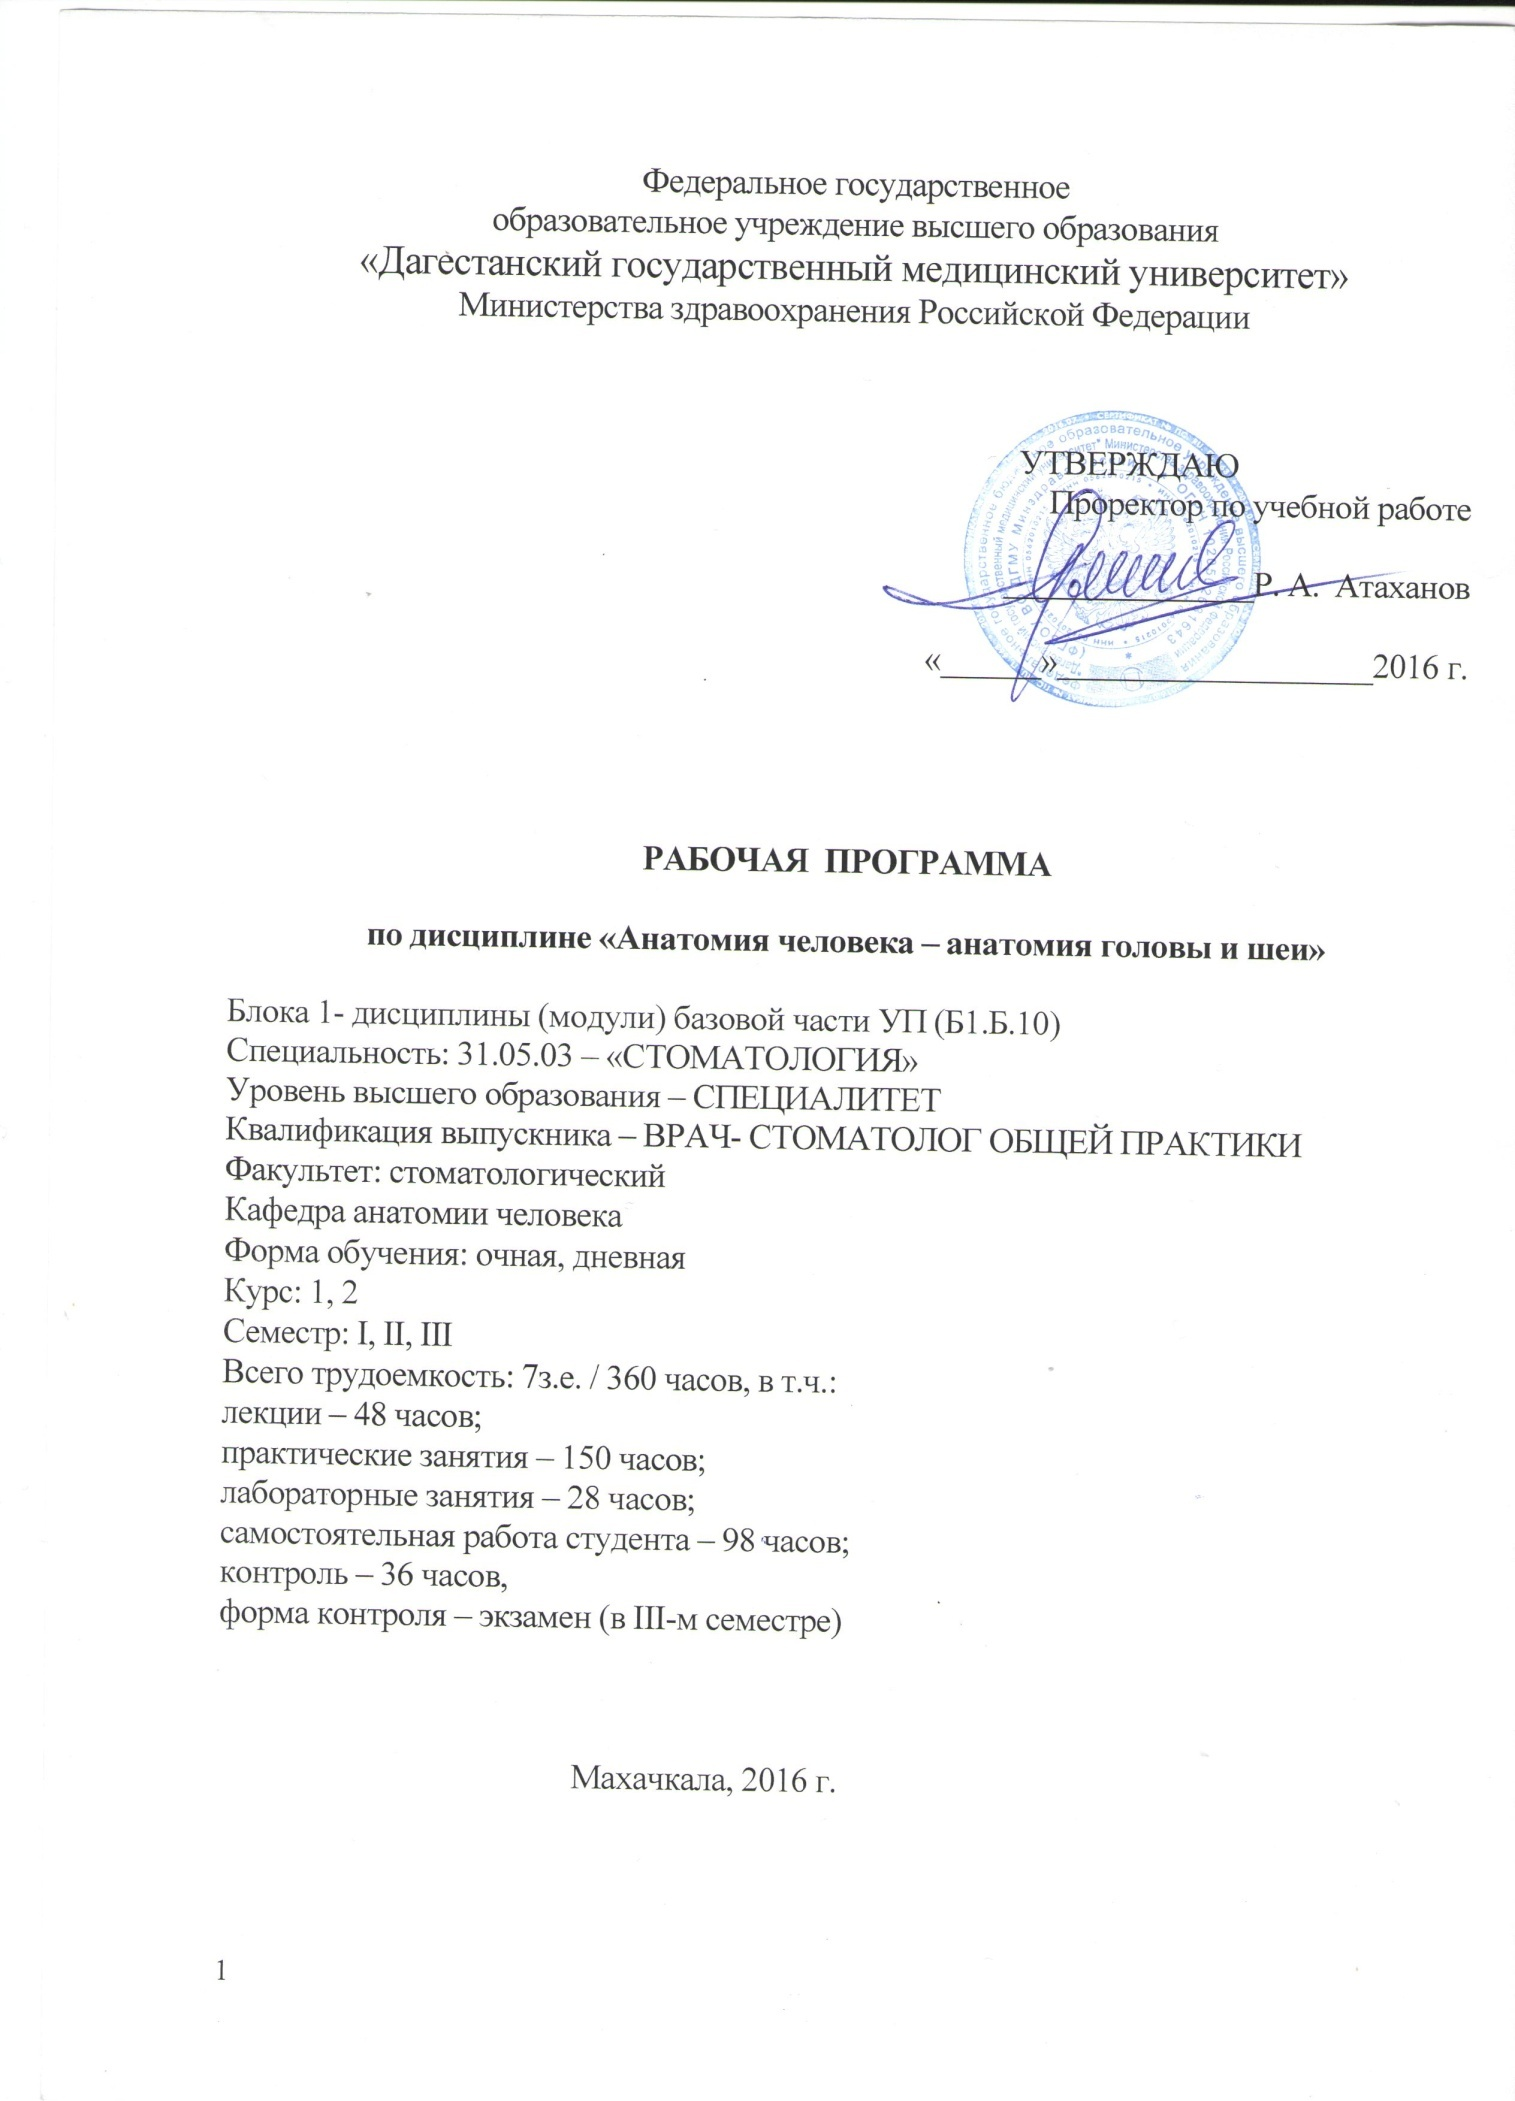 Федеральное государственное
образовательное учреждение высшего образования
«Дагестанский государственный медицинский университет»
Министерства здравоохранения Российской Федерации
УТВЕРЖДАЮ
Проректор по учебной работе
Р. А. Атаханов
«______»____________________2016 г.
РАБОЧАЯ ПРОГРАММА
по дисциплине «Анатомия человека – анатомия головы и шеи»
Блока 1- дисциплины (модули) базовой части УП (Б1.Б.10)
Специальность: 31.05.03 – «СТОМАТОЛОГИЯ»
Уровень высшего образования – СПЕЦИАЛИТЕТ
Квалификация выпускника – ВРАЧ- СТОМАТОЛОГ ОБЩЕЙ ПРАКТИКИ
Факультет: стоматологический
Кафедра анатомии человека
Форма обучения: очная, дневная
Курс: 1, 2
Семестр: I, II, III
Всего трудоемкость: 7з.е. / 360 часов, в т.ч.:
лекции – 48 часов;
практические занятия – 150 часов;
лабораторные занятия – 28 часов;
самостоятельная работа студента – 98 часов;
контроль – 36 часов,
форма контроля – экзамен (в III-м семестре)
Махачкала, 2016 г.
1